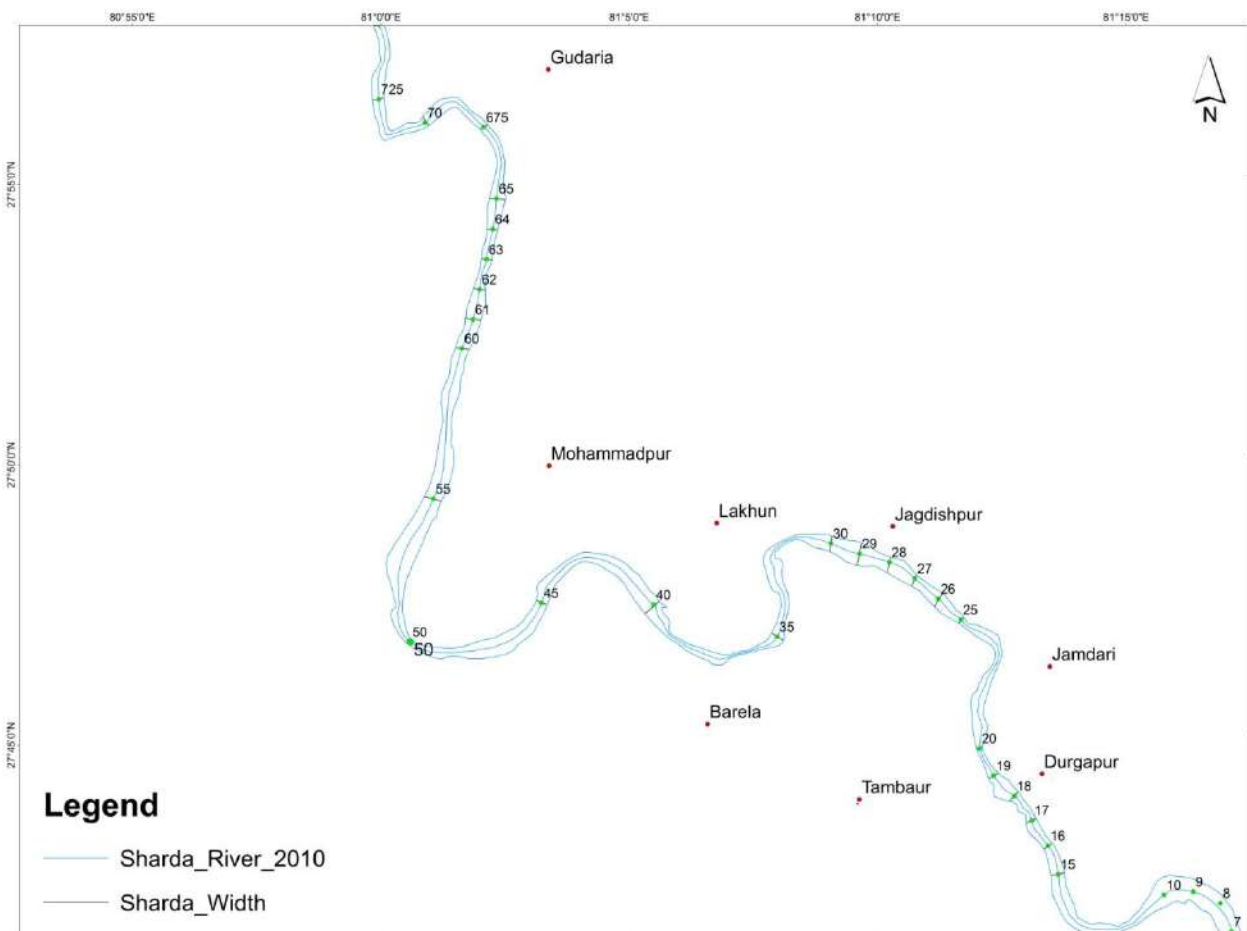 80°55'0"E 81°0'0"E 81°5'0"E 81°10'0"E 81°15'0"E
Gudaria
725
70
675
N
27°55'0"N
65
64
63
62
61
60
Mohammadpur
27°50'0"N
55
Lakhun
Jagdishpur
30
29
28
27
26
25
45
40
35
50
50
Jamdari
Barela
27°45'0"N
20
19
18
17
16
15
Durgapur
Tambaur
10
9
8
7
Legend
Sharda_River_2010
Sharda_Width